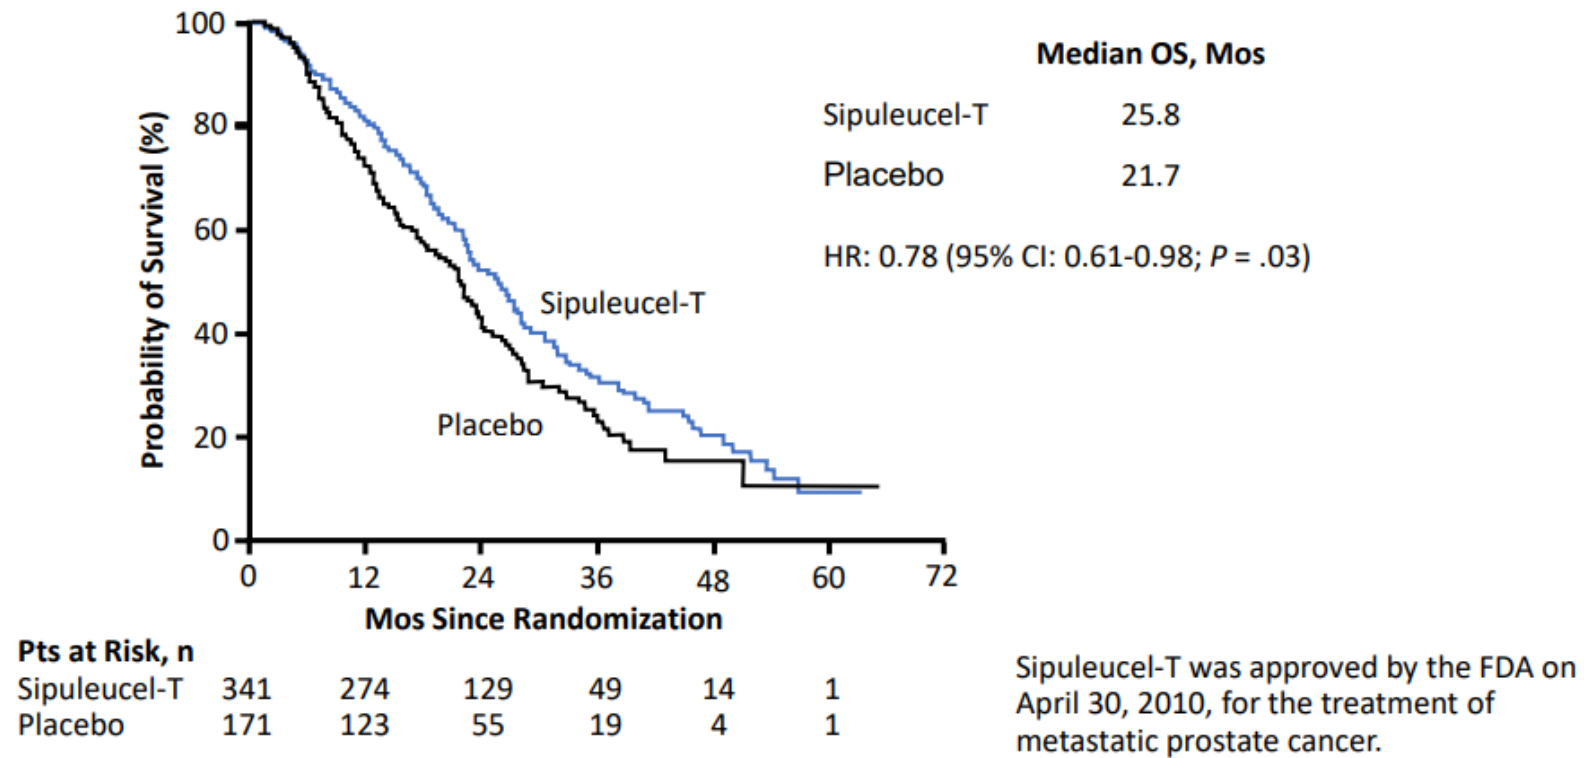 100
80
60
40
20
0
Probability of Survival (%)
Median OS, Mos
Sipuleucel-T 25.8
Placebo 21.7
HR: 0.78 (95% CI: 0.61-0.98; P = .03)
Sipuleucel-T
Placebo
0 12 24 36 48 60 72
Mos Since Randomization
Pts at Risk, n
Sipuleucel-T 341 274 129 49 14 1
Placebo 171 123 55 19 4 1
Sipuleucel-T was approved by the FDA on
April 30, 2010, for the treatment of
metastatic prostate cancer.